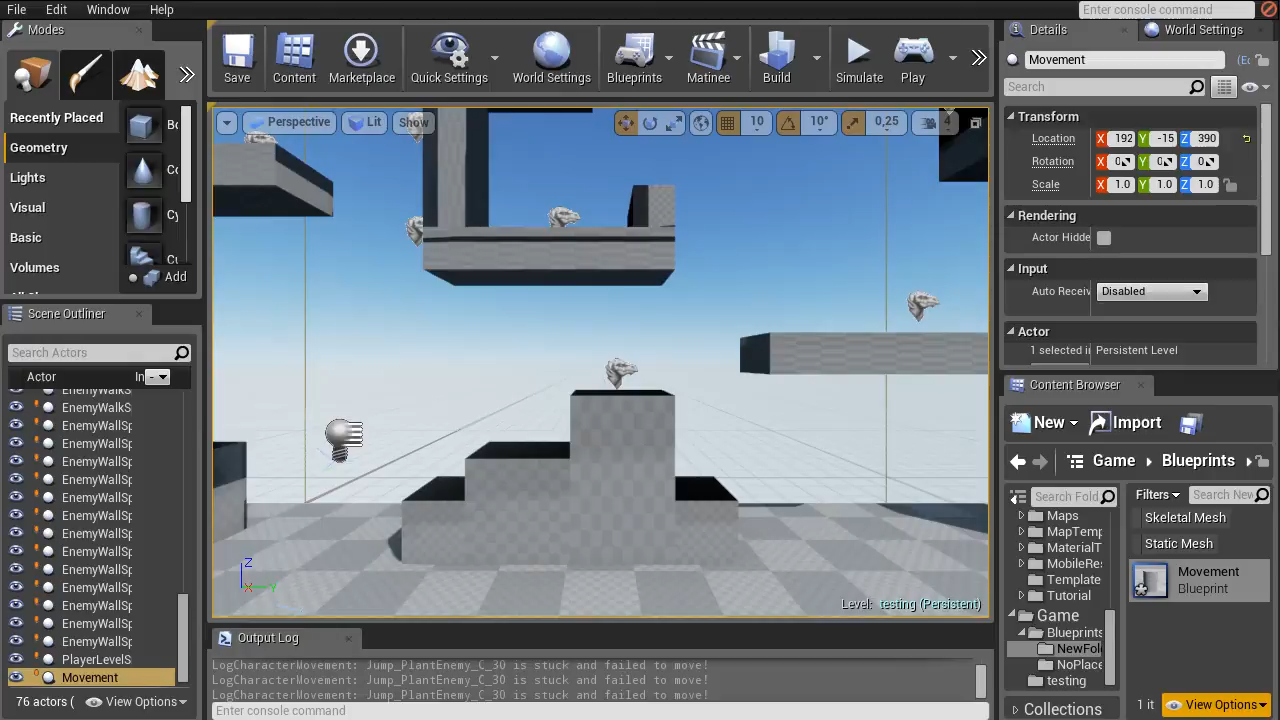 File Edit Window Help
Enter console command
Modes
Details
World Settings
Save
Content
Marketplace
Quick Settings
World Settings
Blueprints
Matinee
Build
Simulate
Play
Movement
Search
Recently Placed
Geometry
Lights
Visual
Basic
Volumes
Add
Perspective
Lit
Show
10
10°
0,25
4
Transform
Location X 192 Y -15 Z 390
Rotation X Y Z
Scale X 1.0 Y 1.0 Z 1.0
Rendering
Actor Hidde
Input
Auto Receiv Disabled
Actor
1 selected in Persistent Level
Scene Outliner
Search Actors
Actor
EnemyWalkS
EnemyWalkS
EnemyWallSp
EnemyWallSp
EnemyWallSp
EnemyWallSp
EnemyWallSp
EnemyWallSp
EnemyWallSp
EnemyWallSp
EnemyWallSp
EnemyWallSp
EnemyWallSp
EnemyWallSp
EnemyWallSp
PlayerLevelS
Movement
76 actors (
View Options
Z
X Y
Level: testing (Persistent)
Output Log
LogCharacterMovement: Jump_PlantEnemy_C_30 is stuck and failed to move!
LogCharacterMovement: Jump_PlantEnemy_C_30 is stuck and failed to move!
LogCharacterMovement: Jump_PlantEnemy_C_30 is stuck and failed to move!
Enter console command
Content Browser
New
Import
Game Blueprints
Search Fold
Filters
Search New
Maps
MapTemp
MaterialT
MobileRes
Template
Tutorial
Game
Blueprints
NewFol
NoPlace
testing
Collections
Skeletal Mesh
Static Mesh
Movement
Blueprint
1 it
View Options